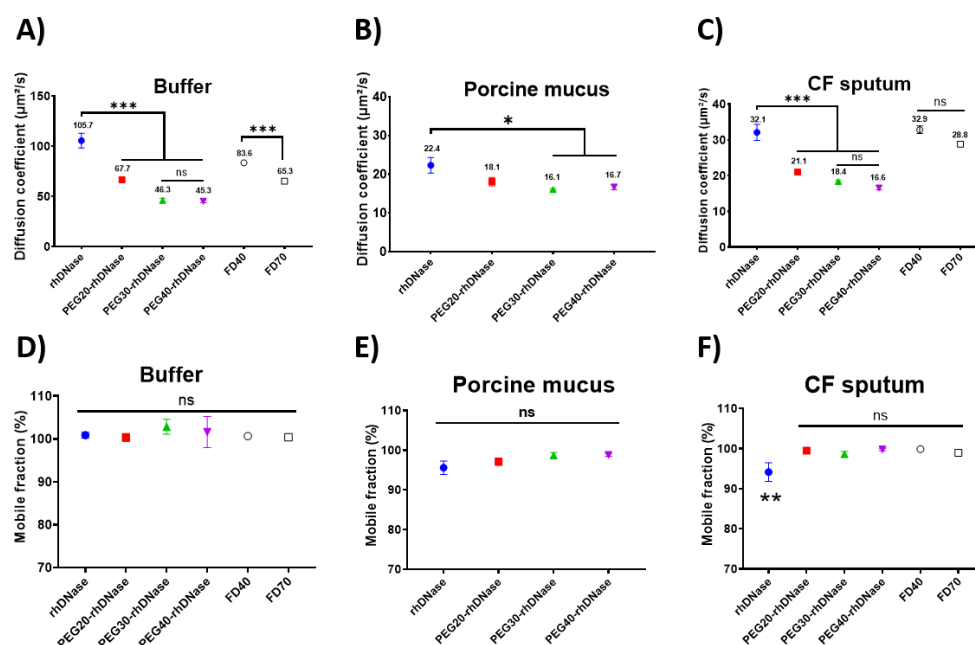 A)
Buffer
Diffusion coefficient (µm²/s)
150
100
50
0
***
***
105.7
67.7
46.3
ns
45.3
83.6
65.3
rhDNase
PEG20-rhDNase
PEG30-rhDNase
PEG40-rhDNase
FD40
FD70
B)
Porcine mucus
Diffusion coefficient (µm²/s)
40
30
20
10
0
*
22.4
18.1
16.1
16.7
rhDNase
PEG20-rhDNase
PEG30-rhDNase
PEG40-rhDNase
C)
CF sputum
Diffusion coefficient (µm²/s)
40
30
20
10
0
***
ns
32.1
21.1
ns
18.4
16.6
32.9
28.8
rhDNase
PEG20-rhDNase
PEG30-rhDNase
PEG40-rhDNase
FD40
FD70
D)
Buffer
Mobile fraction (%)
110
100
90
80
70
ns
rhDNase
PEG20-rhDNase
PEG30-rhDNase
PEG40-rhDNase
FD40
FD70
E)
Porcine mucus
Mobile fraction (%)
110
100
90
80
70
ns
rhDNase
PEG20-rhDNase
PEG30-rhDNase
PEG40-rhDNase
F)
CF sputum
Mobile fraction (%)
110
100
90
80
70
ns
**
rhDNase
PEG20-rhDNase
PEG30-rhDNase
PEG40-rhDNase
FD40
FD70